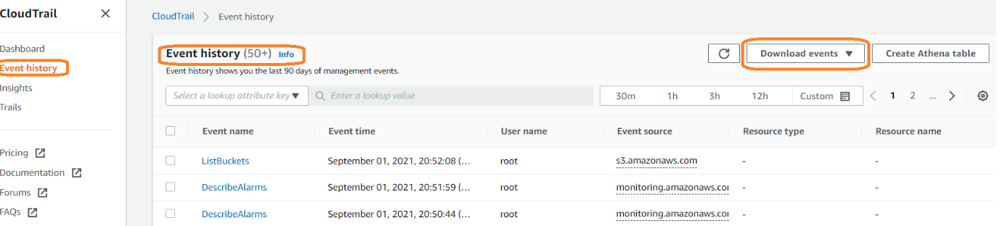 CloudTrail
Dashboard
Event history
Insights
Trails
Pricing
Documentation
Forums
FAQs
CloudTrail > Event history
Event history (50+) Info
Download events
Create Athena table
Event history shows you the last 90 days of management events.
Select a lookup attribute key
Enter a lookup value
30m 1h 3h 12h Custom
1 2 ...
Event name Event time User name Event source Resource type Resource name
ListBuckets September 01, 2021, 20:52:08 (... root s3.amazonaws.com - -
DescribeAlarms September 01, 2021, 20:51:59 (... root monitoring.amazonaws.co - -
DescribeAlarms September 01, 2021, 20:50:44 (... root monitoring.amazonaws.co - -